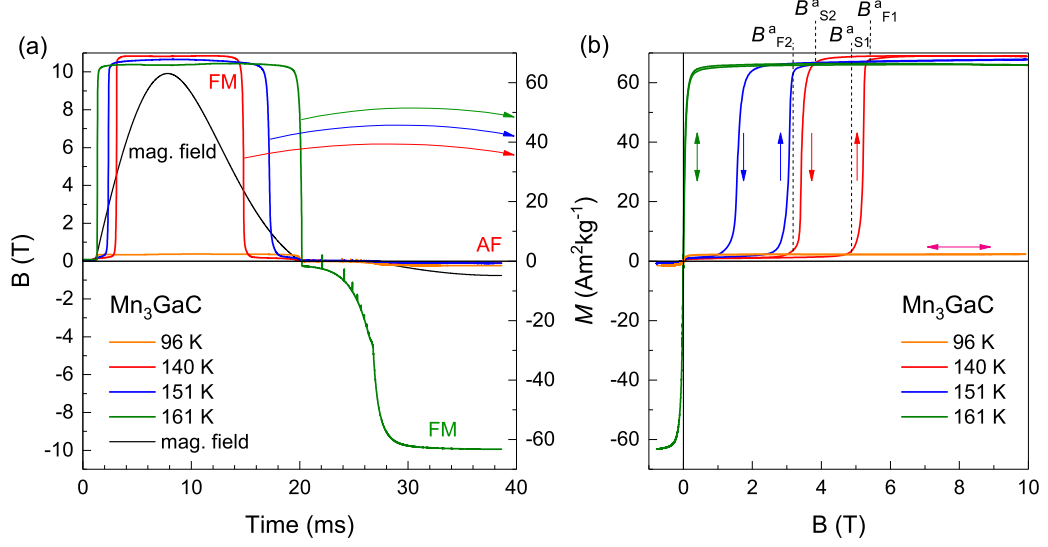 (a)
10
8
6
4
2
0
-2
-4
-6
-8
-10
B (T)
0
10
20
30
40
Time (ms)
60
40
20
0
-20
-40
-60
FM
mag. field
AF
FM
Mn₃GaC
96 K
140 K
151 K
161 K
mag. field
(b)
BᵃF2
BᵃS2
BᵃS1
BᵃF1
60
40
20
0
-20
-40
-60
M (Am²kg⁻¹)
Mn₃GaC
96 K
140 K
151 K
161 K
0
2
4
6
8
10
B (T)